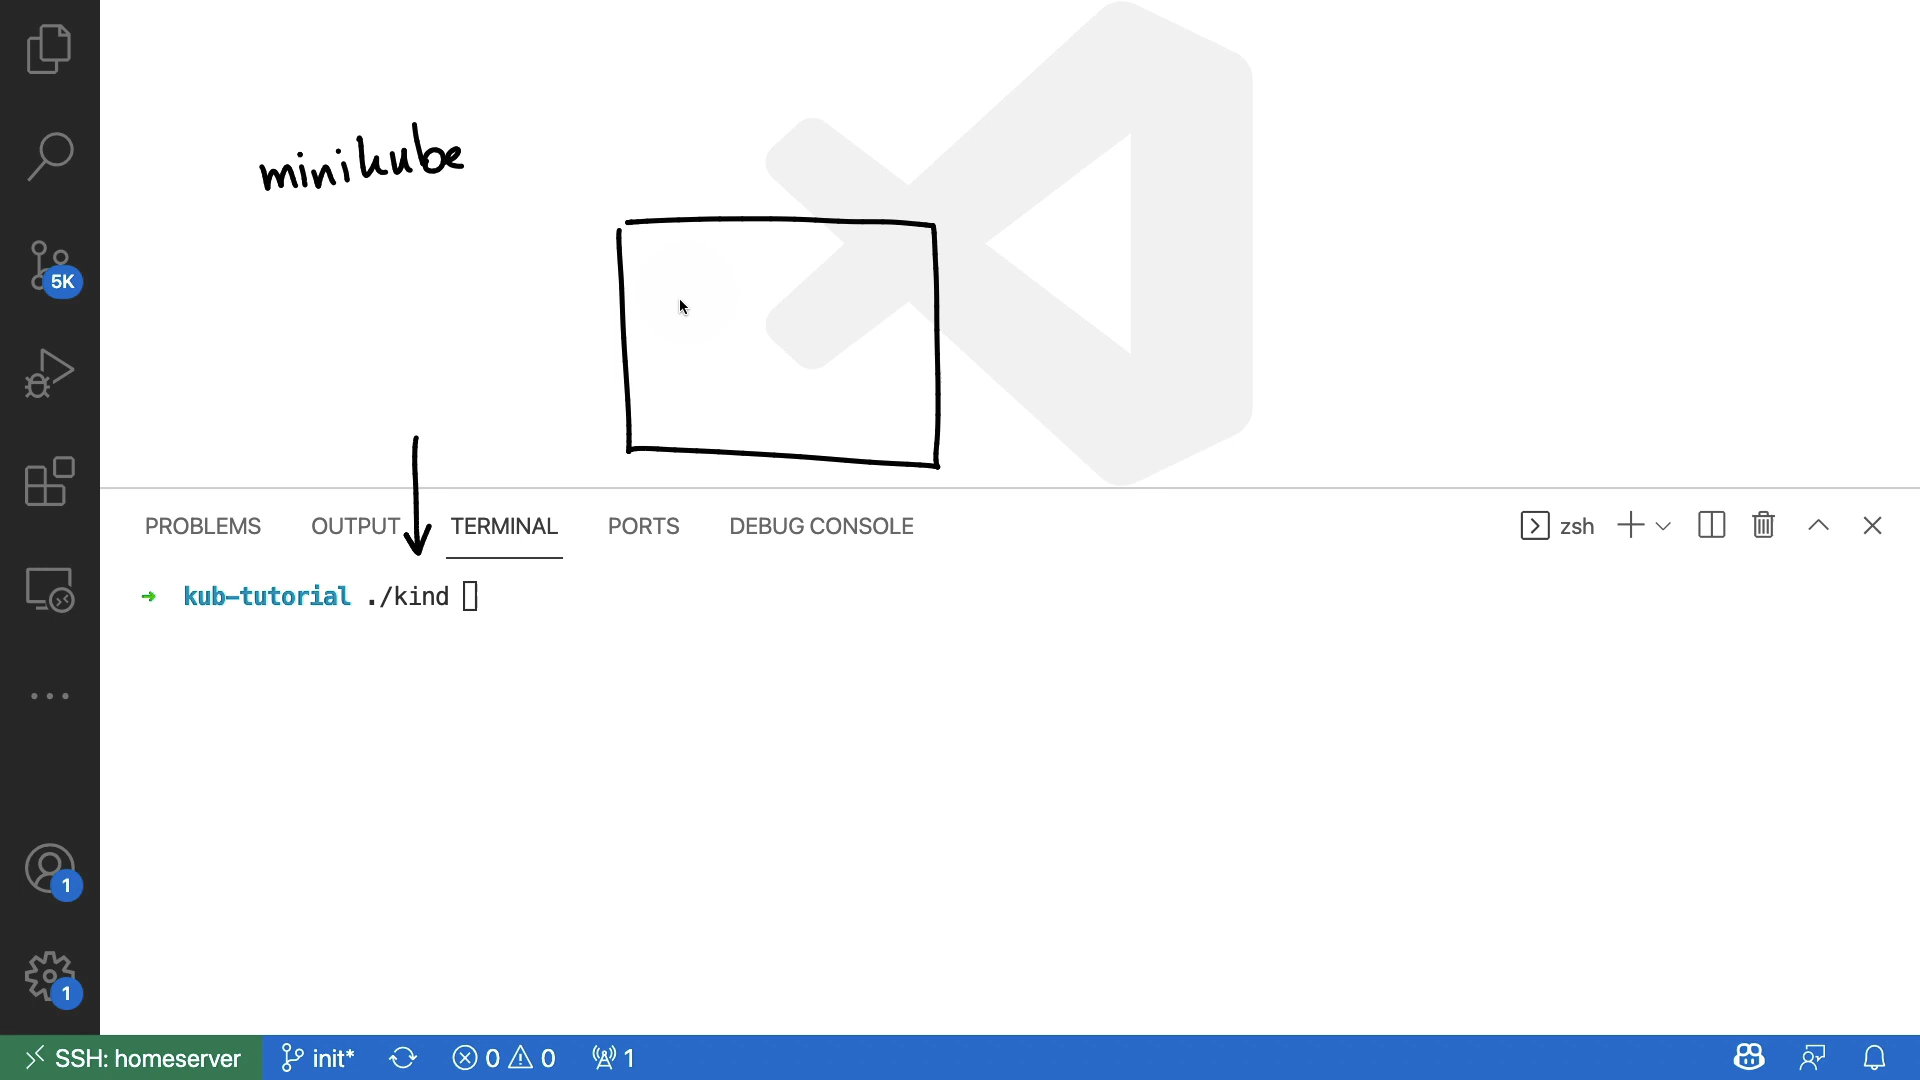 minikube
5K
PROBLEMS OUTPUT TERMINAL PORTS DEBUG CONSOLE zsh
➜ kub-tutorial ./kind
1
1
SSH: homeserver init* 0 0 1